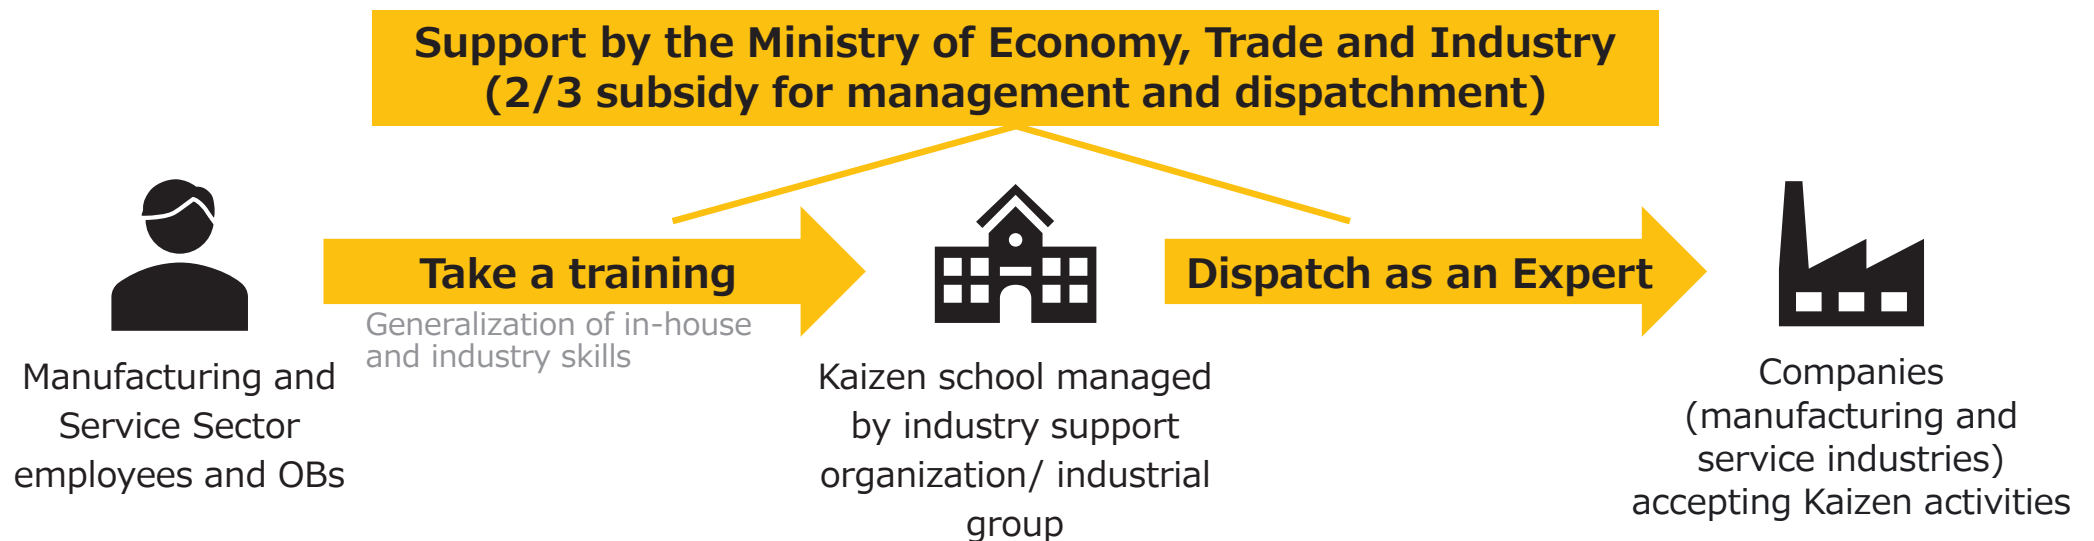 Support by the Ministry of Economy, Trade and Industry
(2/3 subsidy for management and dispatchment)
Take a training
Generalization of in-house
and industry skills
Dispatch as an Expert
Manufacturing and
Service Sector
employees and OBs
Kaizen school managed
by industry support
organization/ industrial
group
Companies
(manufacturing and
service industries)
accepting Kaizen activities